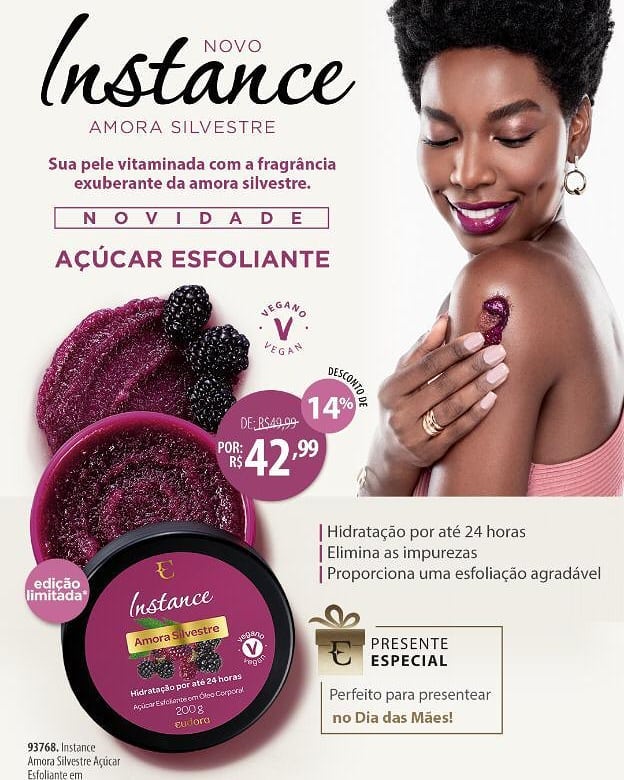 NOVO
Instance
AMORA SILVESTRE
Sua pele vitaminada com a fragrância
exuberante da amora silvestre.
NOVIDADE
AÇÚCAR ESFOLIANTE
VEGANO
V
VEGAN
DESCONTO DE
14%
DE: R$49,99
POR:
R$ 42,99
Hidratação por até 24 horas
Elimina as impurezas
Proporciona uma esfoliação agradável
edição
limitada*
E
Instance
Amora Silvestre
vegano
V
vegan
Hidratação por até 24 horas
Açúcar Esfoliante em Óleo Corporal
200 g
eudora
E
PRESENTE
ESPECIAL
Perfeito para presentear
no Dia das Mães!
93768. Instance
Amora Silvestre Açúcar
Esfoliante em